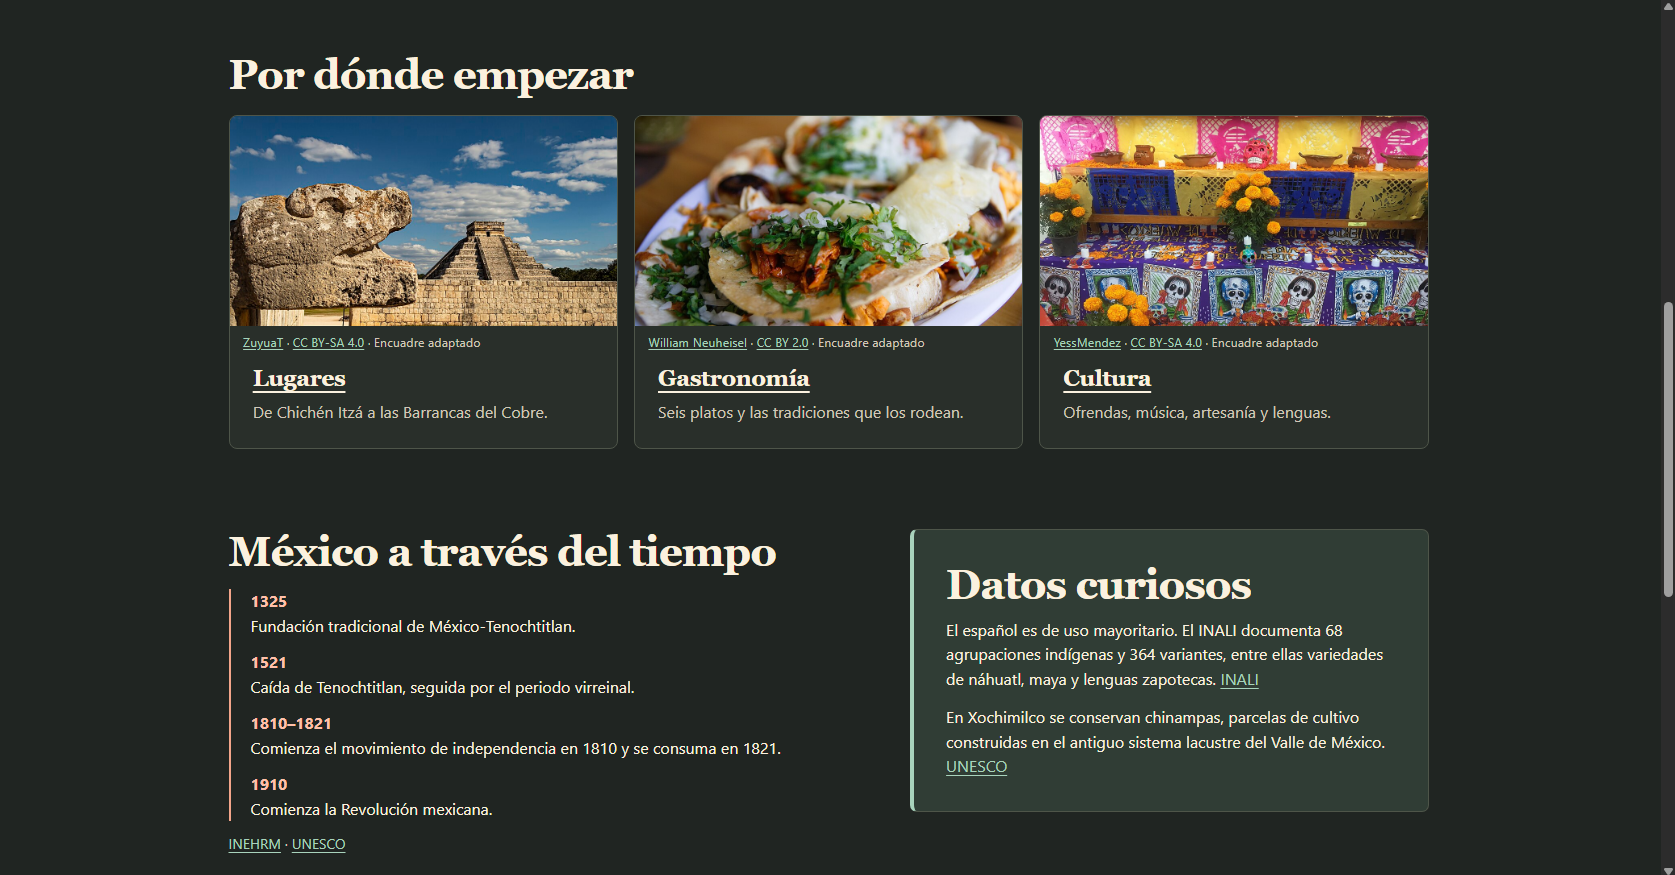 Por dónde empezar
ZuyuaT · CC BY-SA 4.0 · Encuadre adaptado
Lugares
De Chichén Itzá a las Barrancas del Cobre.
William Neuheisel · CC BY 2.0 · Encuadre adaptado
Gastronomía
Seis platos y las tradiciones que los rodean.
YessMendez · CC BY-SA 4.0 · Encuadre adaptado
Cultura
Ofrendas, música, artesanía y lenguas.
México a través del tiempo
1325
Fundación tradicional de México-Tenochtitlan.
1521
Caída de Tenochtitlan, seguida por el periodo virreinal.
1810–1821
Comienza el movimiento de independencia en 1810 y se consuma en 1821.
1910
Comienza la Revolución mexicana.
INEHRM · UNESCO
Datos curiosos
El español es de uso mayoritario. El INALI documenta 68
agrupaciones indígenas y 364 variantes, entre ellas variedades
de náhuatl, maya y lenguas zapotecas. INALI
En Xochimilco se conservan chinampas, parcelas de cultivo
construidas en el antiguo sistema lacustre del Valle de México.
UNESCO